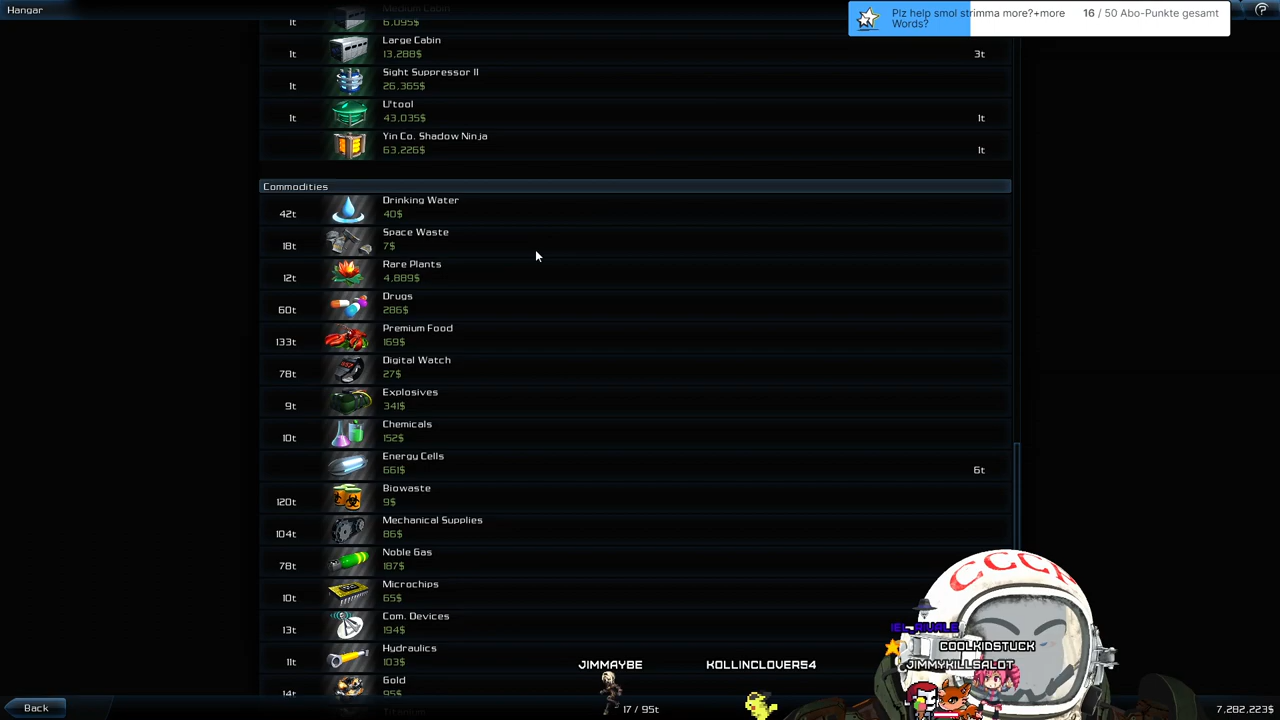 Hangar
Plz help smol strimma more?+more
Words?
16 / 50 Abo-Punkte gesamt
Medium Cabin
1t 6,095$
Large Cabin
1t 13,288$ 3t
Sight Suppressor II
1t 26,365$
U'tool
1t 43,035$ 1t
Yin Co. Shadow Ninja
63,226$ 1t
Commodities
Drinking Water
42t 40$
Space Waste
18t 7$
Rare Plants
12t 4,889$
Drugs
60t 286$
Premium Food
133t 169$
Digital Watch
78t 27$
Explosives
9t 341$
Chemicals
10t 152$
Energy Cells
661$ 6t
Biowaste
120t 9$
Mechanical Supplies
104t 86$
Noble Gas
78t 187$
Microchips
10t 65$
Com. Devices
13t 194$
Hydraulics
11t 103$
Gold
14t 95$
Titanium
CCCP
IEL_RIVALE
COOLKIDSTUCK
JIMMYKILLSALOT
JIMMAYBE
KOLLINCLOVER54
Back
17 / 95t
7.282.223$